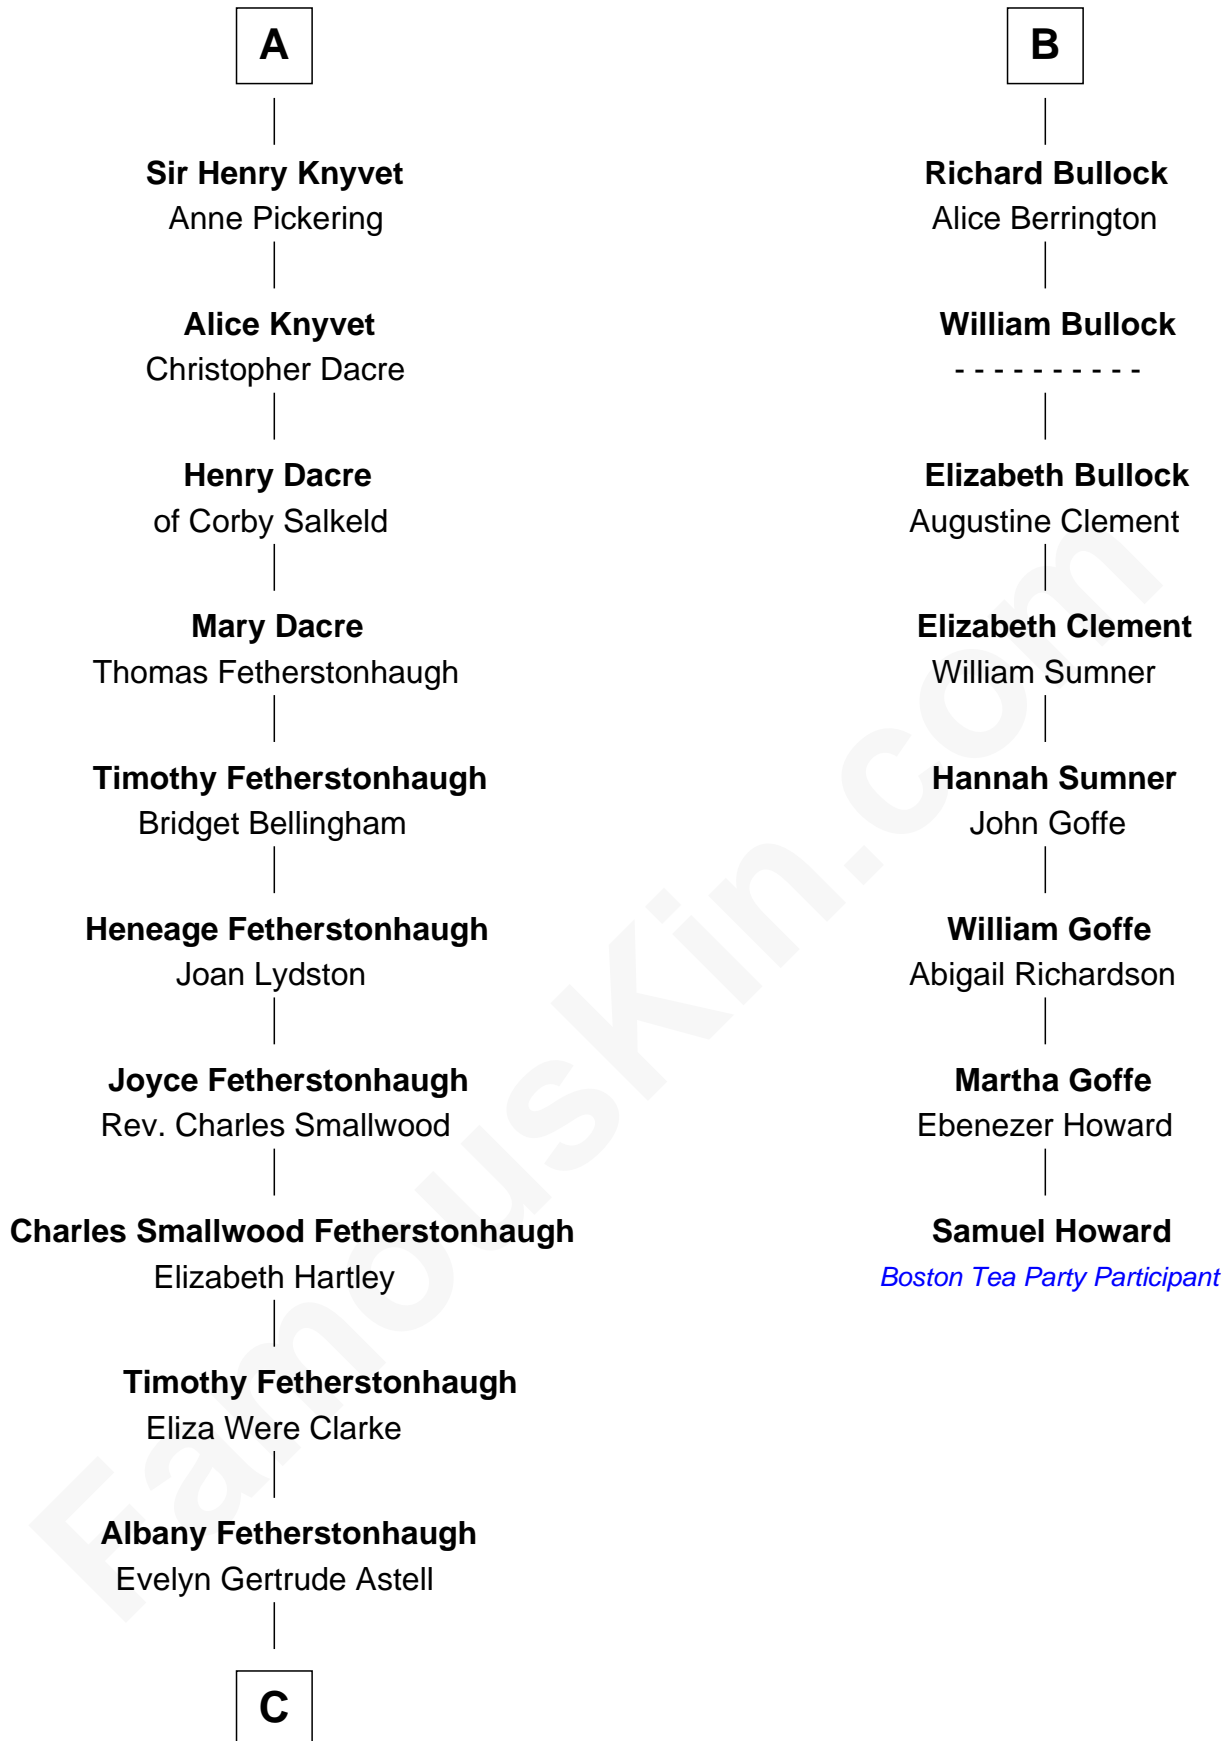 A
Sir Henry Knyvet
Anne Pickering
Alice Knyvet
Christopher Dacre
Henry Dacre
of Corby Salkeld
Mary Dacre
Thomas Fetherstonhaugh
Timothy Fetherstonhaugh
Bridget Bellingham
Heneage Fetherstonhaugh
Joan Lydston
Joyce Fetherstonhaugh
Rev. Charles Smallwood
Charles Smallwood Fetherstonhaugh
Elizabeth Hartley
Timothy Fetherstonhaugh
Eliza Were Clarke
Albany Fetherstonhaugh
Evelyn Gertrude Astell
C
B
Richard Bullock
Alice Berrington
William Bullock
- - - - - - - - - -
Elizabeth Bullock
Augustine Clement
Elizabeth Clement
William Sumner
Hannah Sumner
John Goffe
William Goffe
Abigail Richardson
Martha Goffe
Ebenezer Howard
Samuel Howard
Boston Tea Party Participant
FamousKin.com